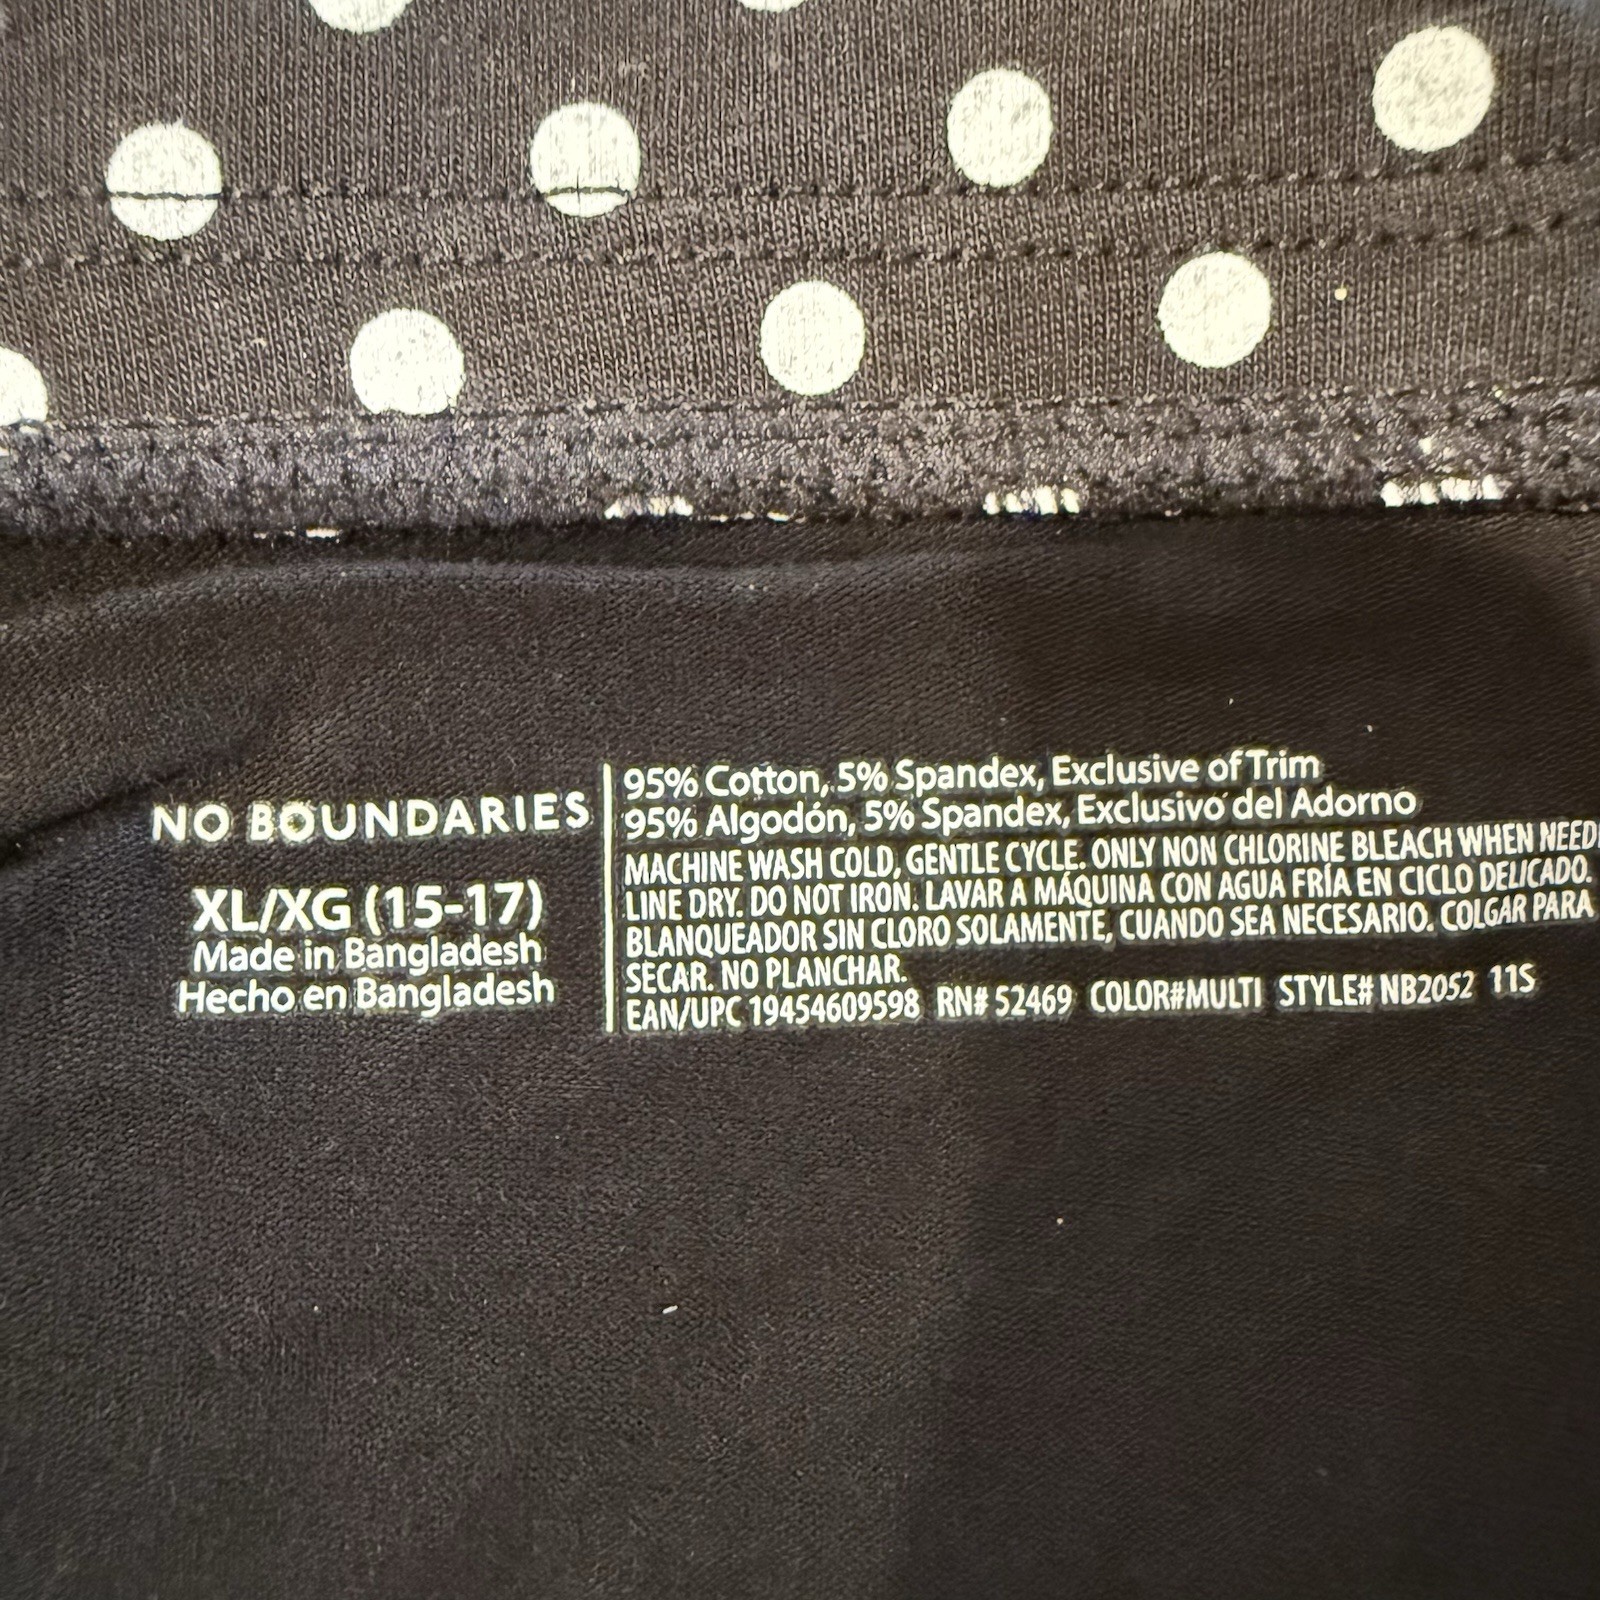 NO BOUNDARIES
XL/XG (15-17)
Made in Bangladesh
Hecho en Bangladesh
95% Cotton, 5% Spandex, Exclusive of Trim
95% Algodón, 5% Spandex, Exclusivo del Adorno
MACHINE WASH COLD, GENTLE CYCLE. ONLY NON CHLORINE BLEACH WHEN NEED
LINE DRY. DO NOT IRON. LAVAR A MÁQUINA CON AGUA FRÍA EN CICLO DELICADO.
BLANQUEADOR SIN CLORO SOLAMENTE, CUANDO SEA NECESARIO. COLGAR PARA
SECAR. NO PLANCHAR.
EAN/UPC 19454609598 RN# 52469 COLOR#MULTI STYLE# NB2052 11S